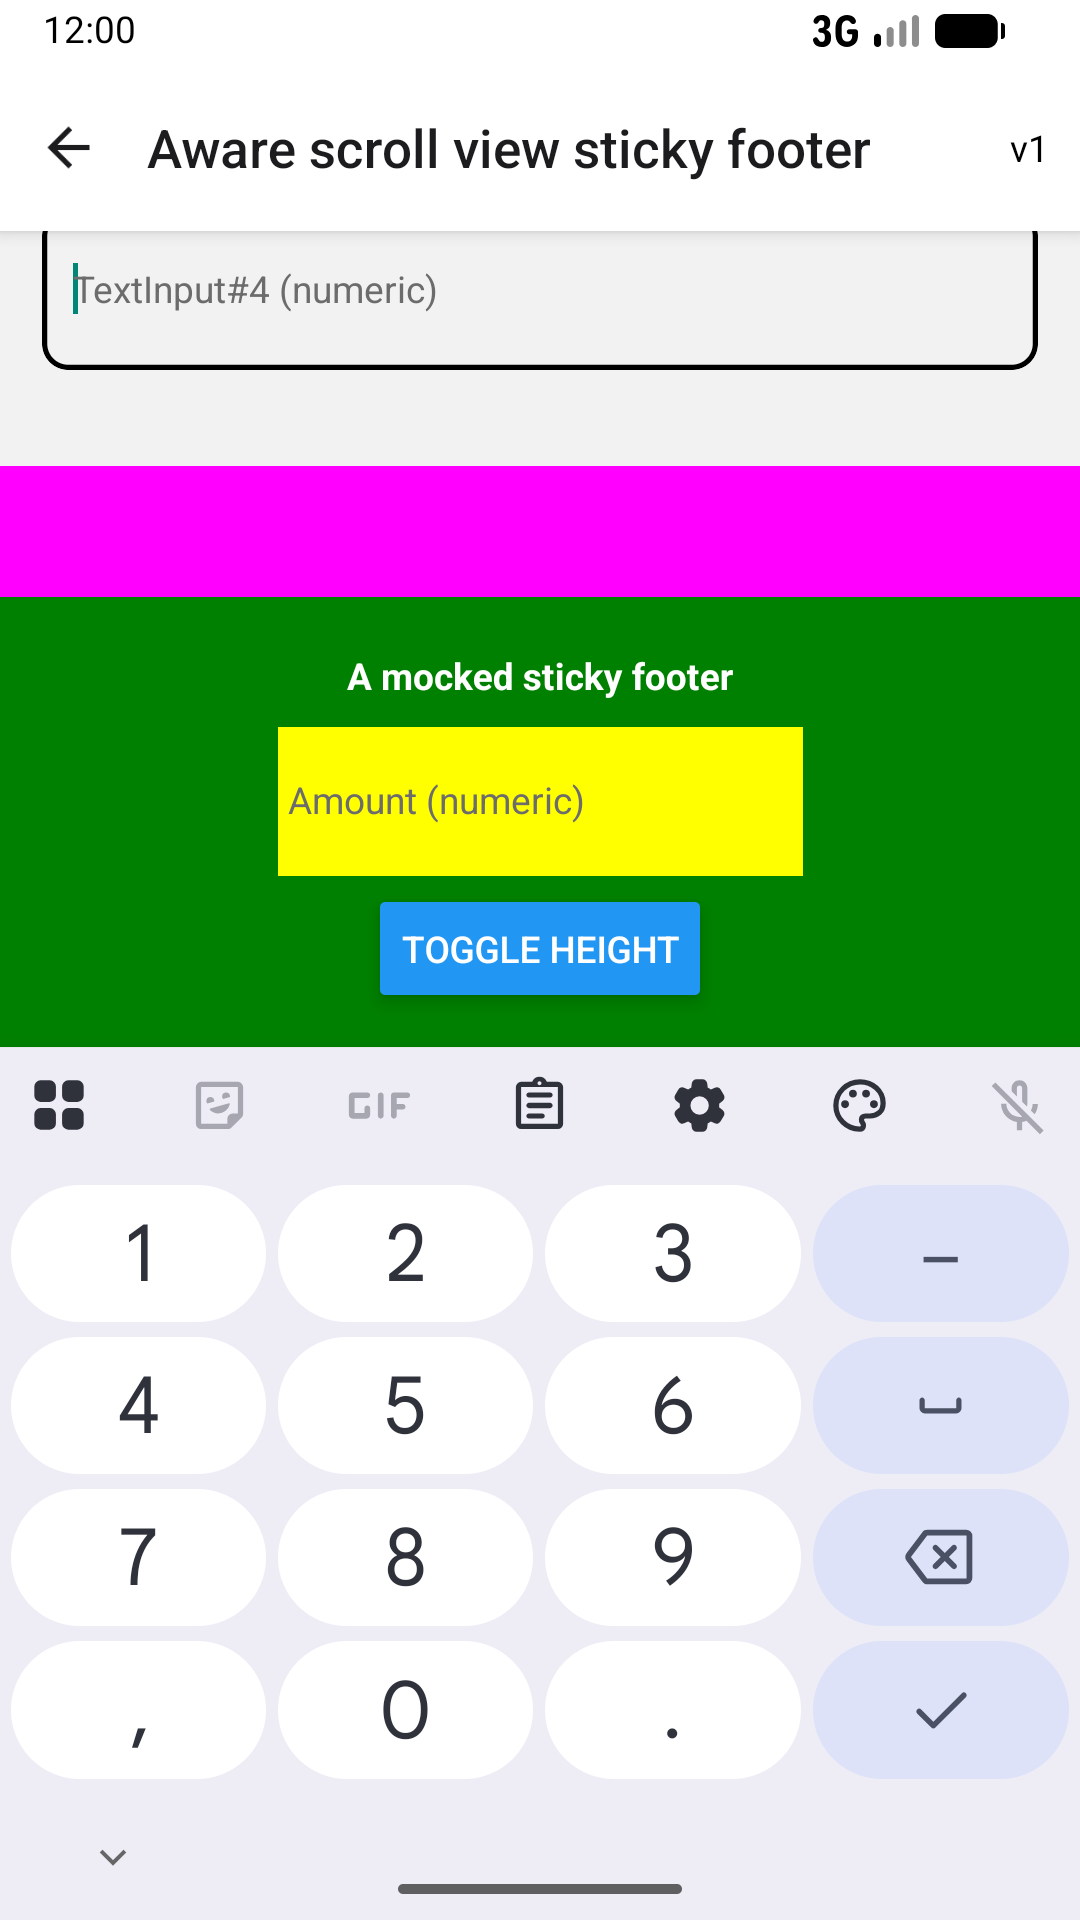 12:00
3G
Aware scroll view sticky footer
v1
TextInput#4 (numeric)
A mocked sticky footer
Amount (numeric)
TOGGLE HEIGHT
GIF
1 2 3 –
4 5 6
7 8 9
, 0 .